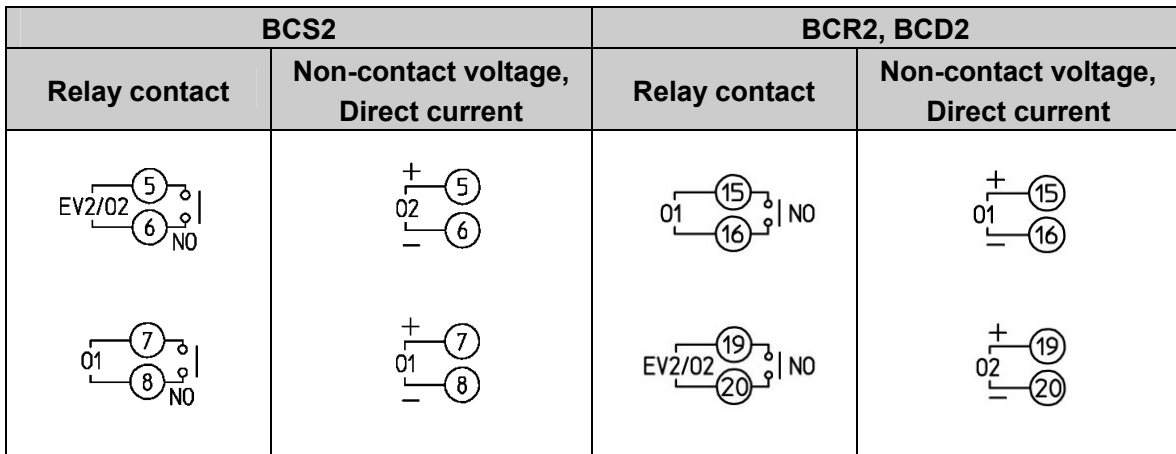 BCS2
BCR2, BCD2
Relay contact
Non-contact voltage,
Direct current
Relay contact
Non-contact voltage,
Direct current
5
EV2/O2
6
NO
+
5
O2
6
−
15
O1
NO
16
+
15
O1
16
−
7
O1
8
NO
+
7
O1
8
−
19
EV2/O2
NO
20
+
19
O2
20
−